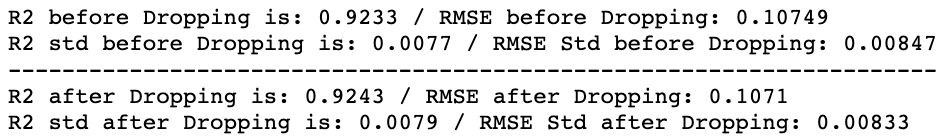 R2 before Dropping is: 0.9233 / RMSE before Dropping: 0.10749
R2 std before Dropping is: 0.0077 / RMSE Std before Dropping: 0.00847
----------------------------------------------------------------------
R2 after Dropping is: 0.9243 / RMSE after Dropping: 0.1071
R2 std after Dropping is: 0.0079 / RMSE Std after Dropping: 0.00833